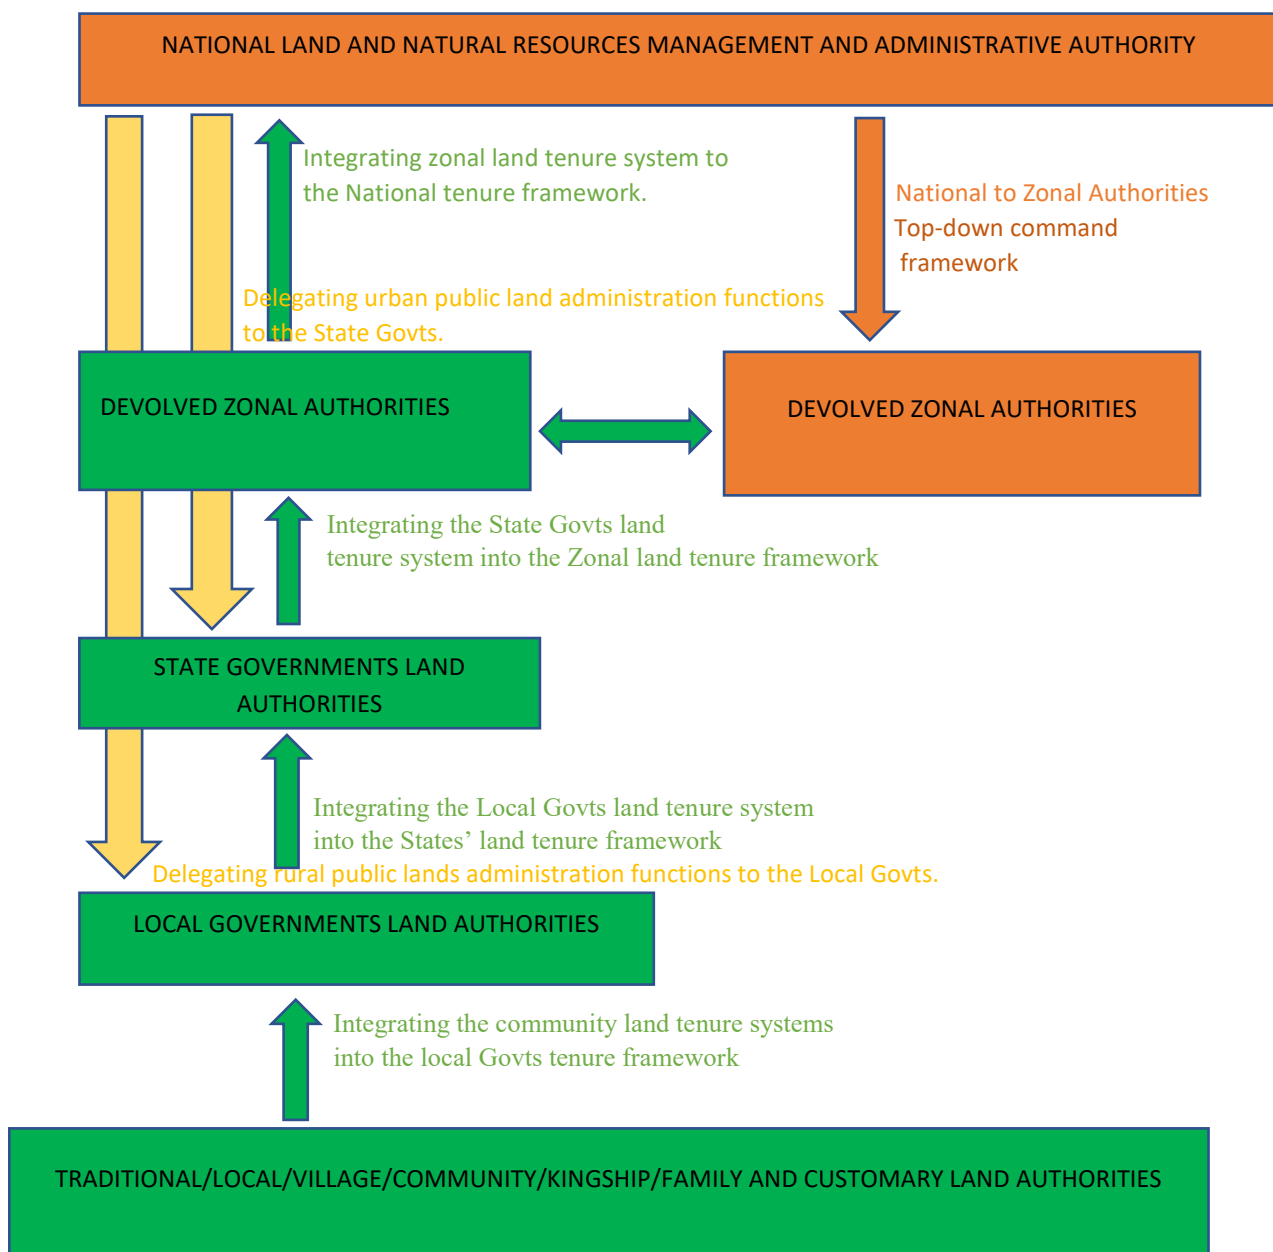 NATIONAL LAND AND NATURAL RESOURCES MANAGEMENT AND ADMINISTRATIVE AUTHORITY
Integrating zonal land tenure system to
the National tenure framework.
National to Zonal Authorities
Top-down command
framework
Delegating urban public land administration functions
to the State Govts.
DEVOLVED ZONAL AUTHORITIES
DEVOLVED ZONAL AUTHORITIES
Integrating the State Govts land
tenure system into the Zonal land tenure framework
STATE GOVERNMENTS LAND
AUTHORITIES
Integrating the Local Govts land tenure system
into the States’ land tenure framework
Delegating rural public lands administration functions to the Local Govts.
LOCAL GOVERNMENTS LAND AUTHORITIES
Integrating the community land tenure systems
into the local Govts tenure framework
TRADITIONAL/LOCAL/VILLAGE/COMMUNITY/KINGSHIP/FAMILY AND CUSTOMARY LAND AUTHORITIES